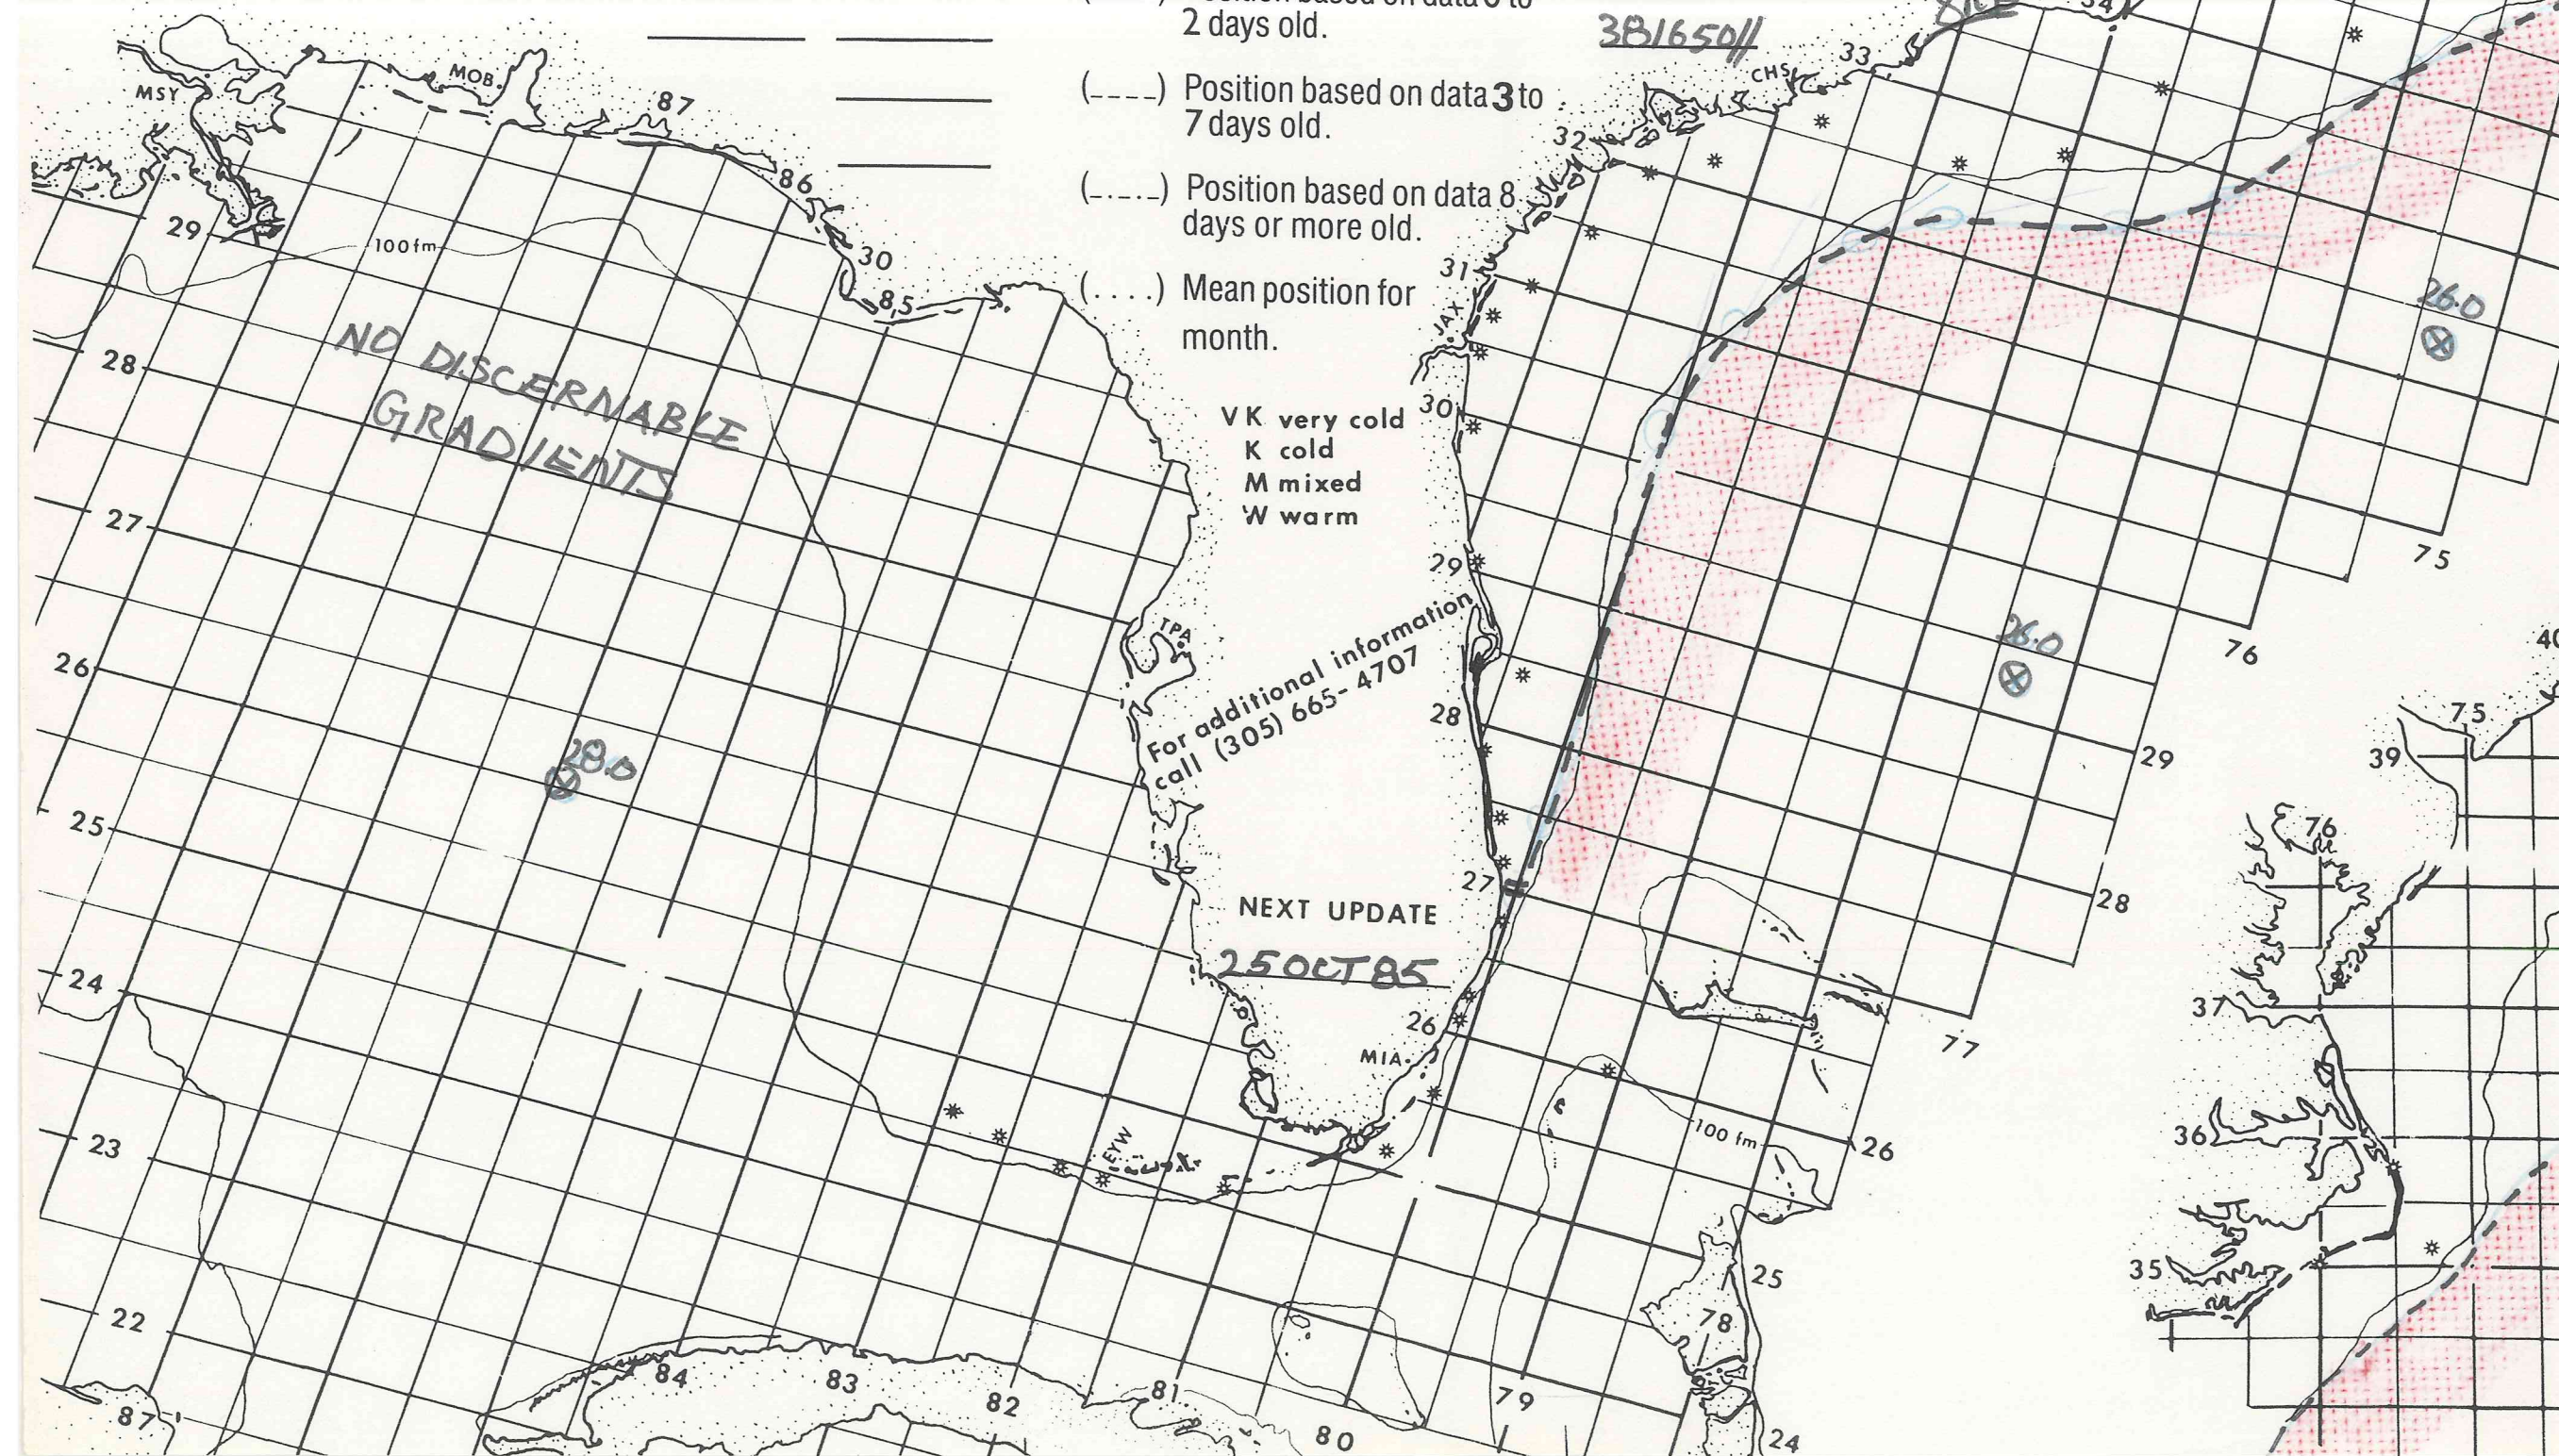 2 days old.
(----) Position based on data 3 to
7 days old.
(_._._) Position based on data 8
days or more old.
(....) Mean position for
month.
38165011
VK very cold
K cold
M mixed
W warm
For additional information
call (305) 665-4707
NEXT UPDATE
25 OCT 85
NO DISCERNABLE
GRADIENTS
28.0
26.0
26.0
100 fm
100 fm
MSY
MOB
CHS
JAX
TPA
MIA
EYW
87
86
30
85
29
28
27
26
25
24
23
22
87
84
83
82
81
80
79
78
24
25
26
77
28
29
76
75
34
33
32
31
30
29
28
27
26
40
75
39
76
37
36
35